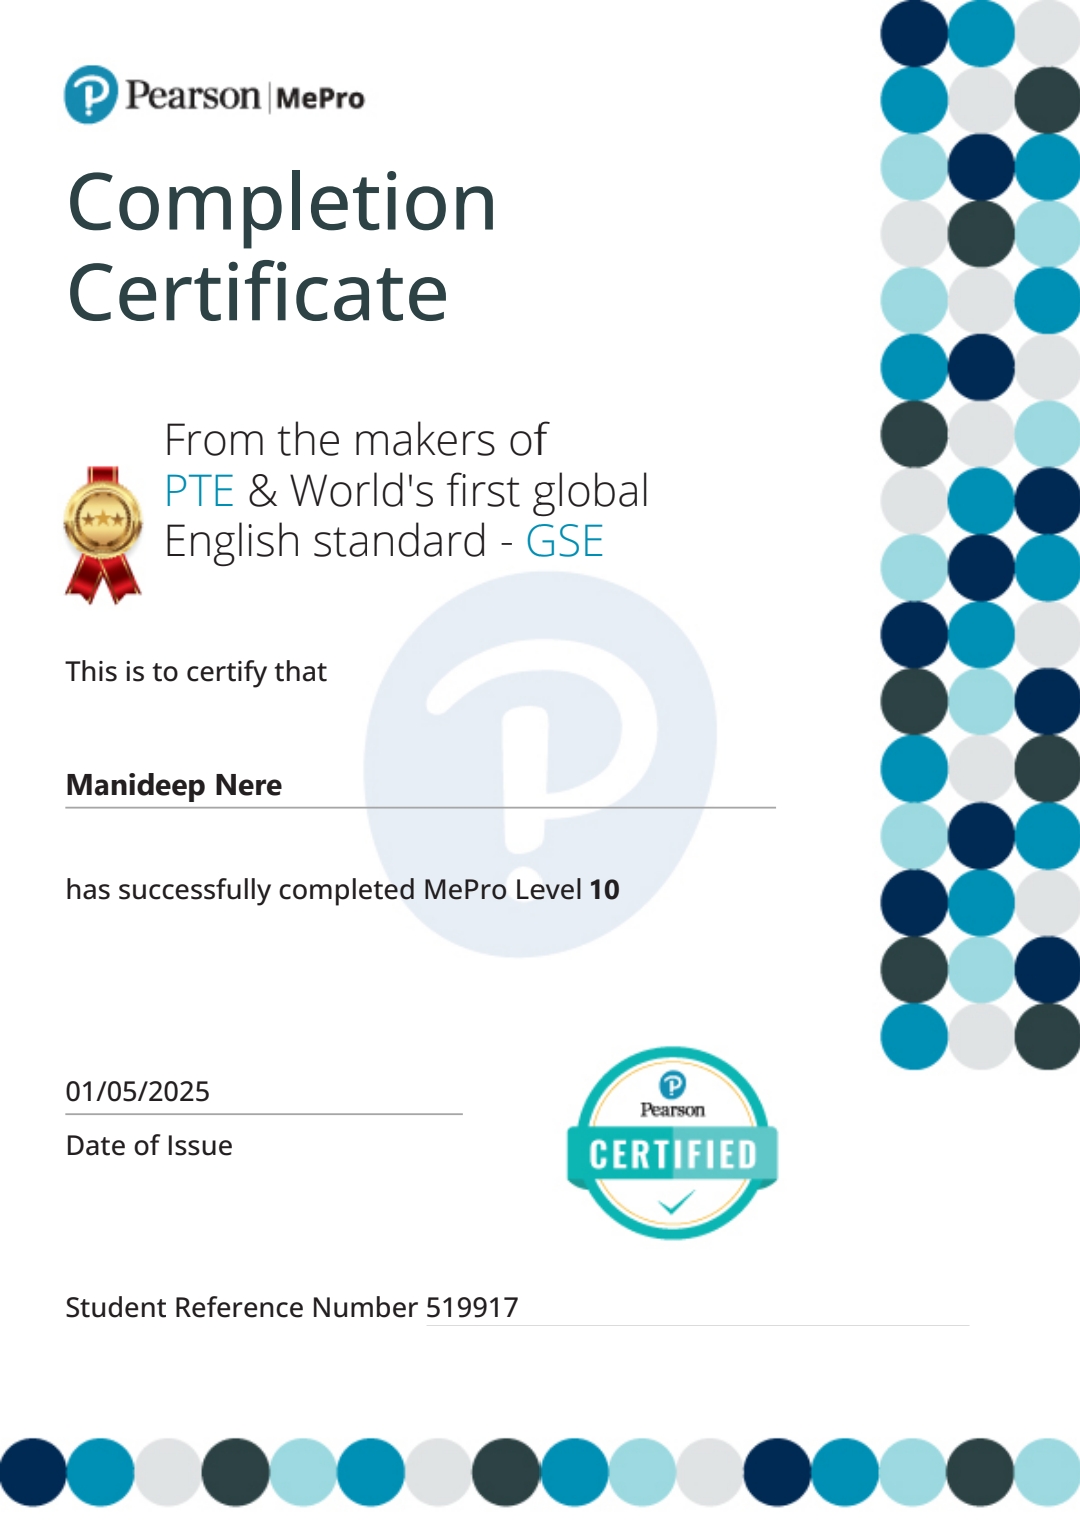 Pearson | MePro
Completion
Certificate
From the makers of
PTE & World's first global
English standard - GSE
This is to certify that
Manideep Nere
has successfully completed MePro Level 10
01/05/2025
Date of Issue
Pearson
CERTIFIED
Student Reference Number 519917